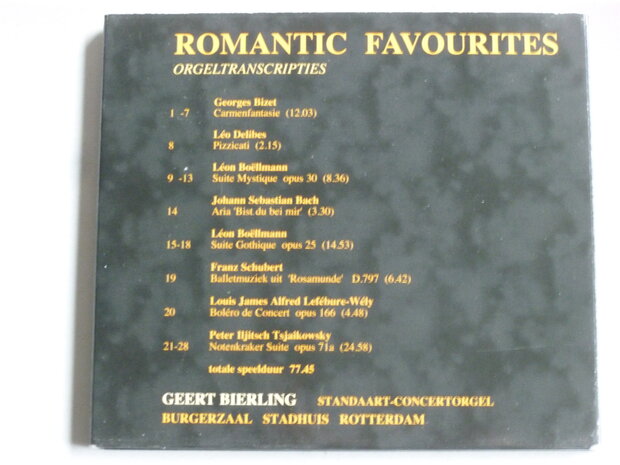 ROMANTIC FAVOURITES
ORGELTRANSCRIPTIES
Georges Bizet
1 -7 Carmenfantasie (12.03)
Léo Delibes
8 Pizzicati (2.15)
Léon Boëllmann
9 -13 Suite Mystique opus 30 (8.36)
Johann Sebastian Bach
14 Aria 'Bist du bei mir' (3.30)
Léon Boëllmann
15-18 Suite Gothique opus 25 (14.53)
Franz Schubert
19 Balletmuziek uit 'Rosamunde' D.797 (6.42)
Louis James Alfred Lefébure-Wély
20 Boléro de Concert opus 166 (4.48)
Peter Iljitsch Tsjaikowsky
21-28 Notenkraker Suite opus 71a (24.58)
totale speelduur 77.45
GEERT BIERLING STANDAART-CONCERTORGEL
BURGERZAAL STADHUIS ROTTERDAM